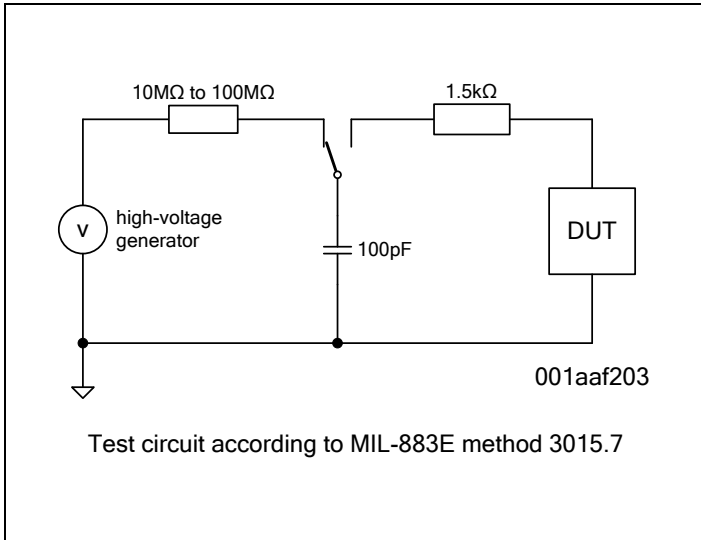 10MΩ to 100MΩ
1.5kΩ
V
high-voltage
generator
100pF
DUT
001aaf203
Test circuit according to MIL-883E method 3015.7